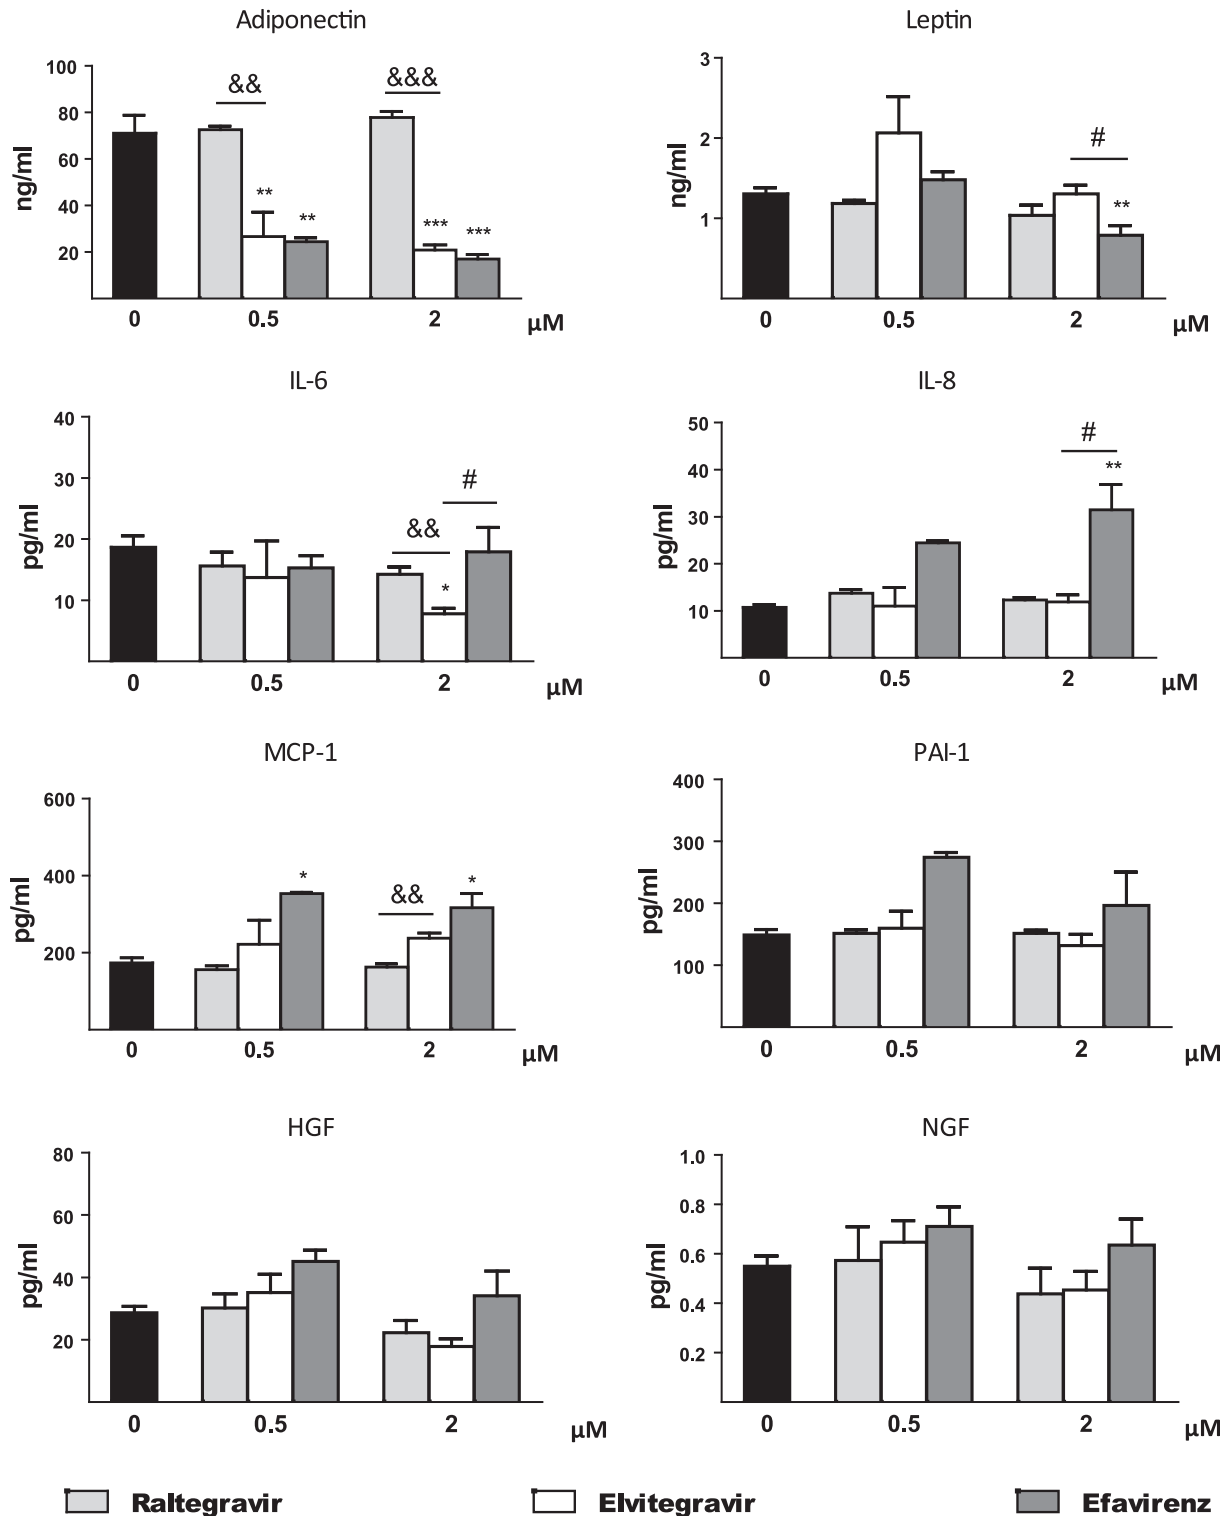 Adiponectin
ng/ml
100
80
60
40
20
&&
&&&
**
**
***
***
0 0.5 2 µM
Leptin
ng/ml
3
2
1
#
**
0 0.5 2 µM
IL-6
pg/ml
40
30
20
10
#
&&
*
0 0.5 2 µM
IL-8
pg/ml
50
40
30
20
10
#
**
0 0.5 2 µM
MCP-1
pg/ml
600
400
200
*
&&
*
0 0.5 2 µM
PAI-1
pg/ml
400
300
200
100
0 0.5 2 µM
HGF
pg/ml
80
60
40
20
0 0.5 2 µM
NGF
pg/ml
1.0
0.8
0.6
0.4
0.2
0 0.5 2 µM
Raltegravir Elvitegravir Efavirenz